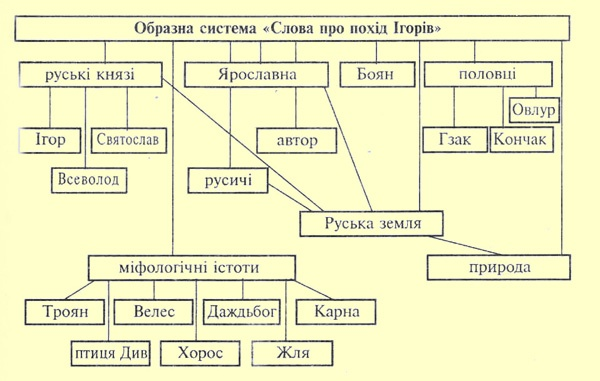 Образна система «Слова про похід Ігорів»
руські князі
Ярославна
Боян
половці
Овлур
Ігор
Святослав
автор
Гзак
Кончак
Всеволод
русичі
Руська земля
міфологічні істоти
природа
Троян
Велес
Даждьбог
Карна
птиця Див
Хорос
Жля